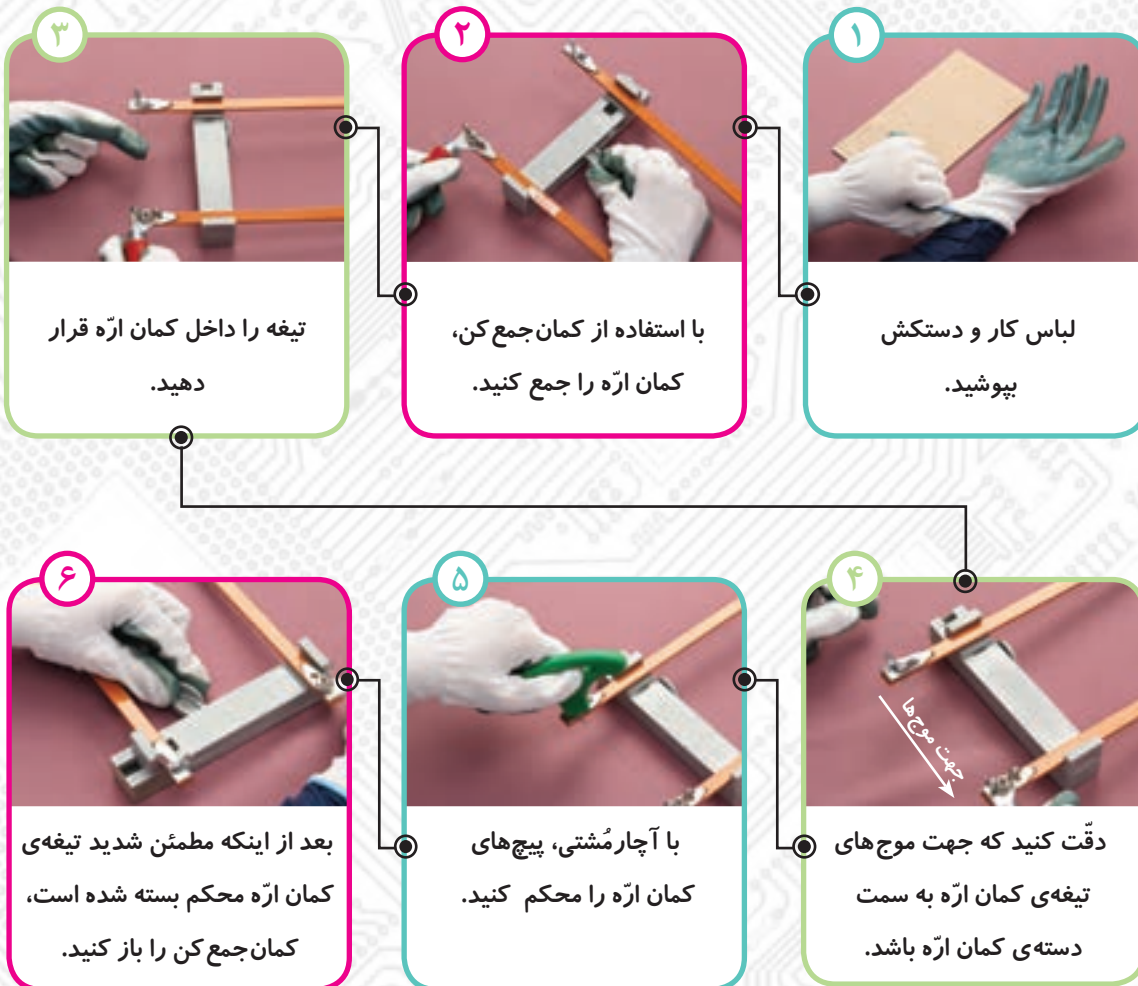 ۱
لباس کار و دستکش
بپوشید.
۲
با استفاده از کمان‌جمع‌کن،
کمان ارّه را جمع کنید.
۳
تیغه را داخل کمان ارّه قرار
دهید.
۴
جهت موج‌ها
دقّت کنید که جهت موج‌های
تیغه‌ی کمان ارّه به سمت
دسته‌ی کمان ارّه باشد.
۵
با آچارمُشتی، پیچ‌های
کمان ارّه را محکم کنید.
۶
بعد از اینکه مطمئن شدید تیغه‌ی
کمان ارّه محکم بسته شده است،
کمان‌جمع‌کن را باز کنید.